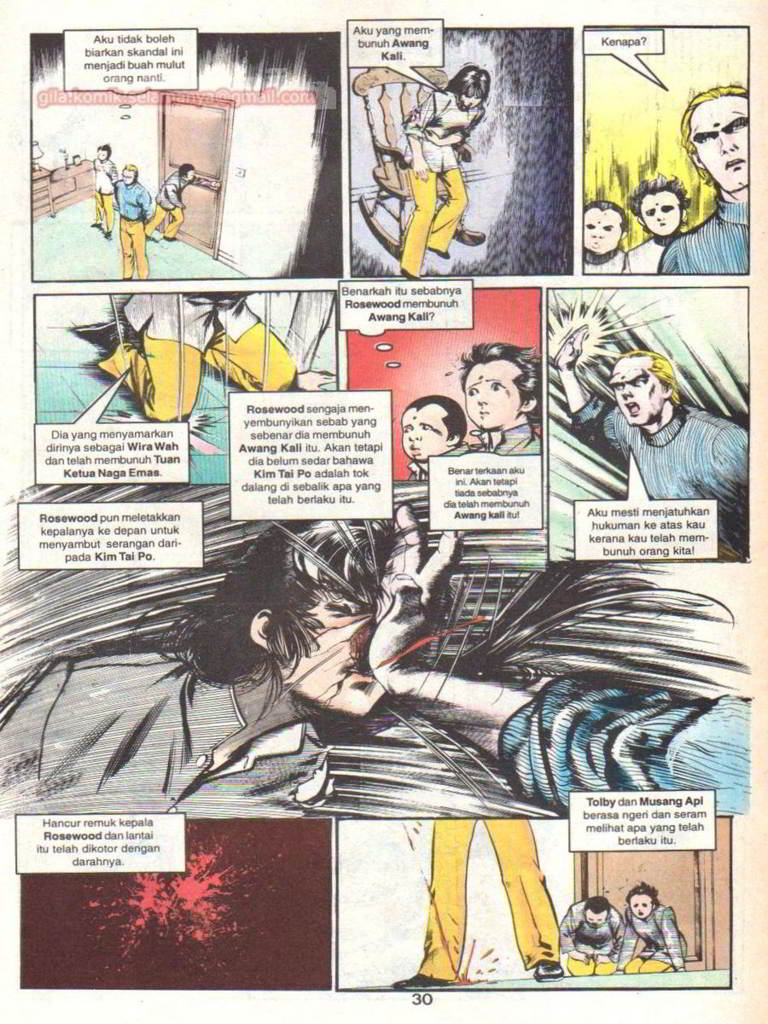 Aku tidak boleh
biarkan skandal ini
menjadi buah mulut
orang nanti.
gila.komik.selamanya@gmail.com
Aku yang mem-
bunuh Awang
Kali.
Kenapa?
Dia yang menyamarkan
dirinya sebagai Wira Wah
dan telah membunuh Tuan
Ketua Naga Emas.
Rosewood sengaja men-
yembunyikan sebab yang
sebenar dia membunuh
Awang Kali itu. Akan tetapi
dia belum sedar bahawa
Kim Tai Po adalah tok
dalang di sebalik apa yang
telah berlaku itu.
Benarkah itu sebabnya
Rosewood membunuh
Awang Kali?
Benar terkaan aku
ini. Akan tetapi
tiada sebabnya
dia telah membunuh
Awang kali itu!
Aku mesti menjatuhkan
hukuman ke atas kau
kerana kau telah mem-
bunuh orang kita!
Rosewood pun meletakkan
kepalanya ke depan untuk
menyambut serangan dari-
pada Kim Tai Po.
Hancur remuk kepala
Rosewood dan lantai
itu telah dikotor dengan
darahnya.
Tolby dan Musang Api
berasa ngeri dan seram
melihat apa yang telah
berlaku itu.
30